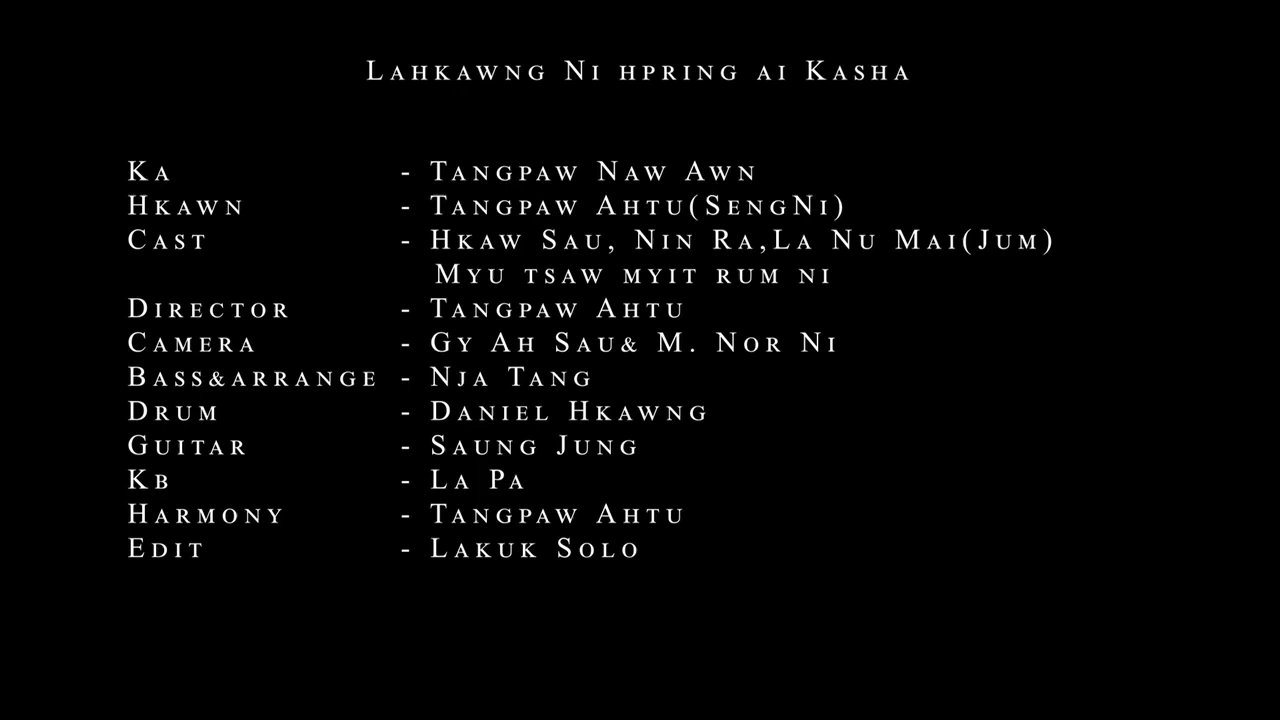 Lahkawng Ni hpring ai Kasha
Ka - Tangpaw Naw Awn
Hkawn - Tangpaw Ahtu(SengNi)
Cast - Hkaw Sau, Nin Ra,La Nu Mai(Jum)
Myu tsaw myit rum ni
Director - Tangpaw Ahtu
Camera - Gy Ah Sau& M. Nor Ni
Bass&arrange - Nja Tang
Drum - Daniel Hkawng
Guitar - Saung Jung
Kb - La Pa
Harmony - Tangpaw Ahtu
Edit - Lakuk Solo